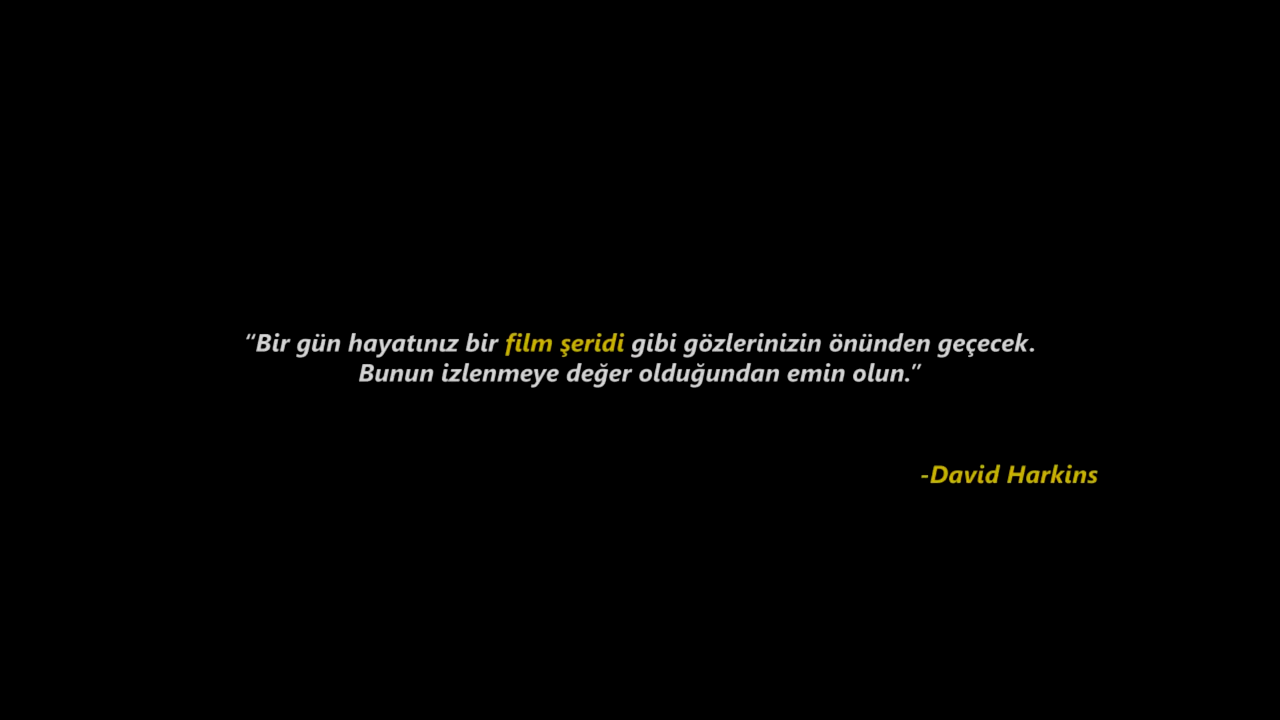 “Bir gün hayatınız bir film şeridi gibi gözlerinizin önünden geçecek.
Bunun izlenmeye değer olduğundan emin olun.”
-David Harkins